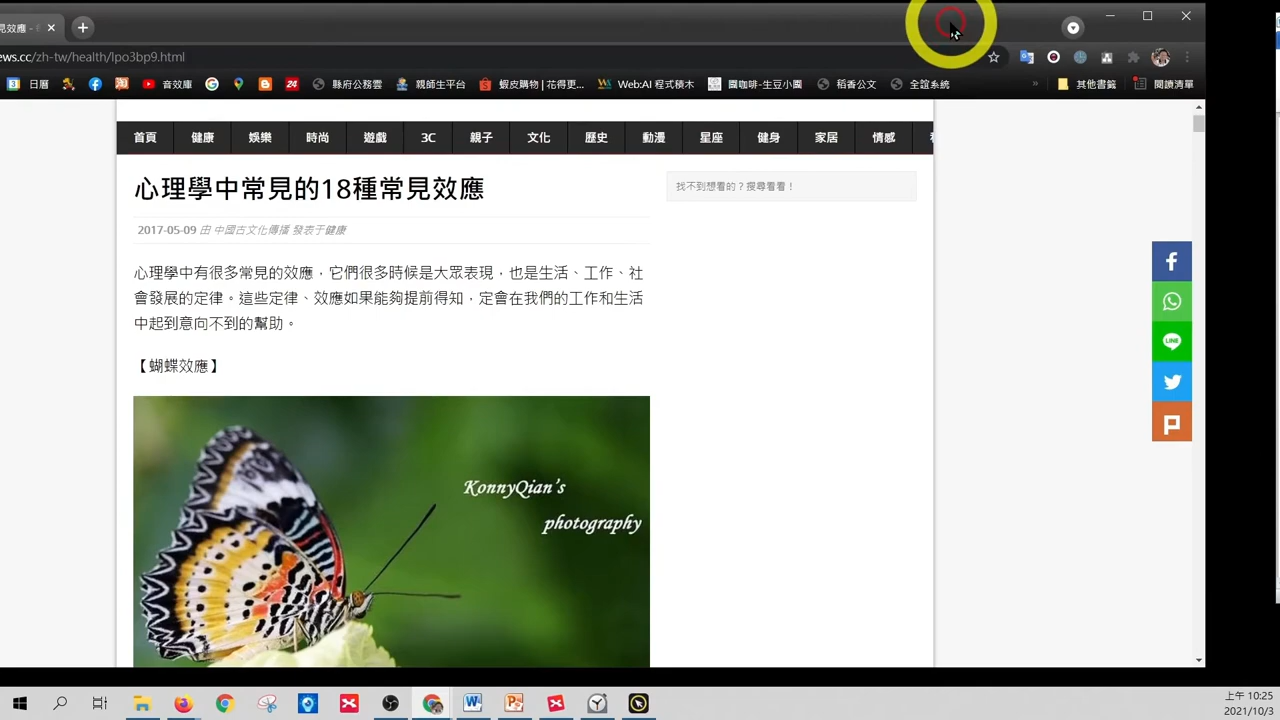 見效應 -
ws.cc/zh-tw/health/lpo3bp9.html
日曆
音效庫
24
縣府公務雲
親師生平台
蝦皮購物 | 花得更...
Web:AI 程式積木
園咖啡-生豆小園
稻香公文
全誼系統
»
其他書籤
閱讀清單
首頁
健康
娛樂
時尚
遊戲
3C
親子
文化
歷史
動漫
星座
健身
家居
情感
心理學中常見的18種常見效應
找不到想看的？搜尋看看！
2017-05-09 由 中國古文化傳播 發表于健康
心理學中有很多常見的效應，它們很多時候是大眾表現，也是生活、工作、社
會發展的定律。這些定律、效應如果能夠提前得知，定會在我們的工作和生活
中起到意向不到的幫助。
【蝴蝶效應】
KonnyQian's
photography
上午 10:25
2021/10/3